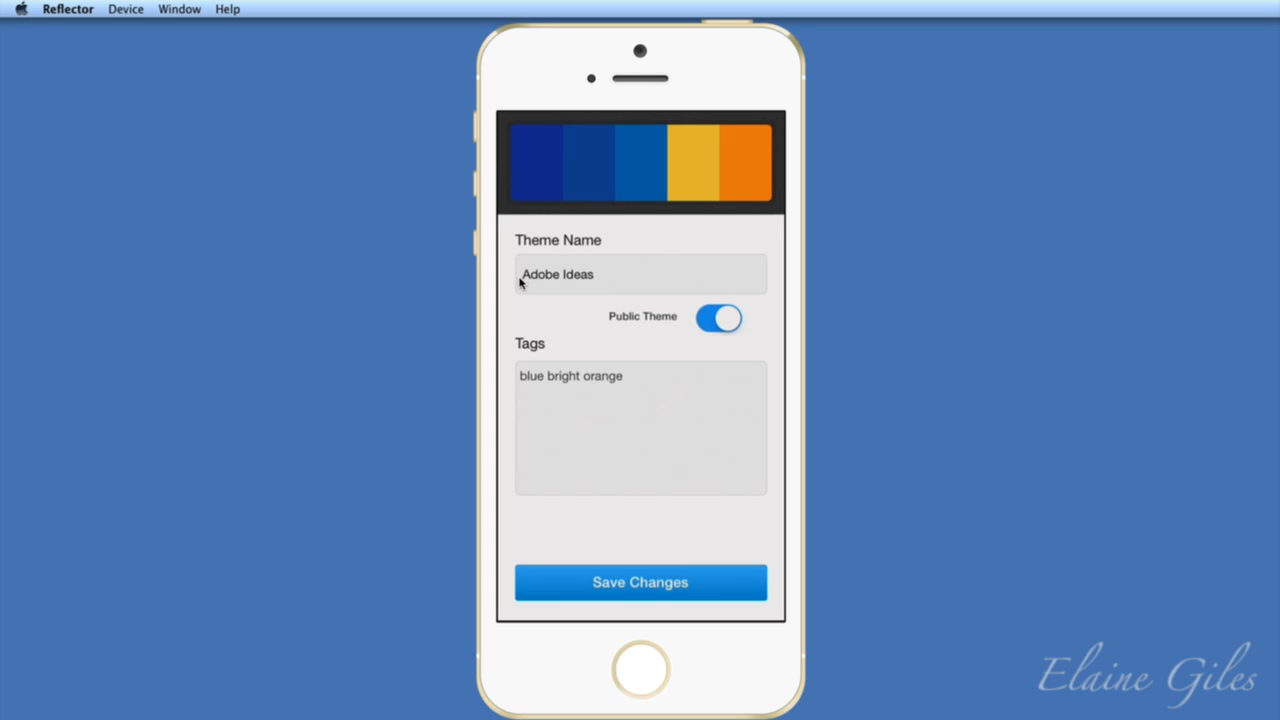 Reflector Device Window Help
Theme Name
Adobe Ideas
Public Theme
Tags
blue bright orange
Save Changes
Elaine Giles